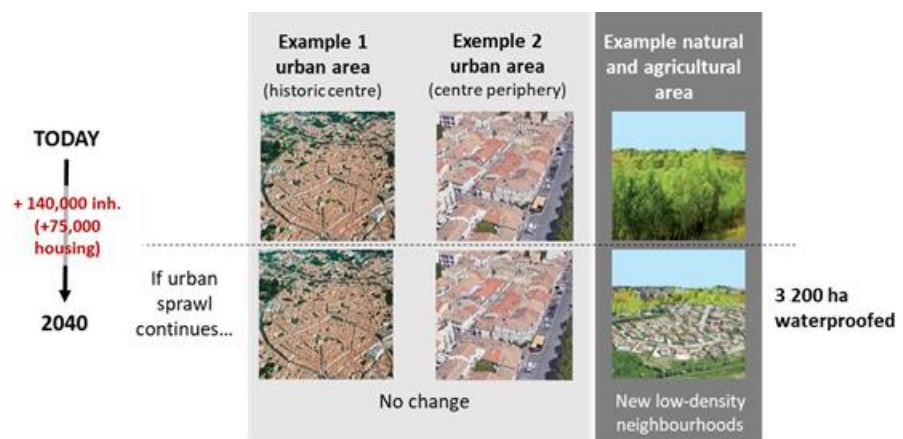 Example 1
urban area
(historic centre)
Exemple 2
urban area
(centre periphery)
Example natural
and agricultural
area
TODAY
+ 140,000 inh.
(+75,000
housing)
2040
If urban
sprawl
continues...
3 200 ha
waterproofed
No change
New low-density
neighbourhoods